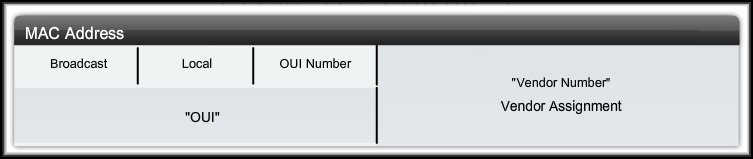 MAC Address
Broadcast Local OUI Number
"OUI"
"Vendor Number"
Vendor Assignment